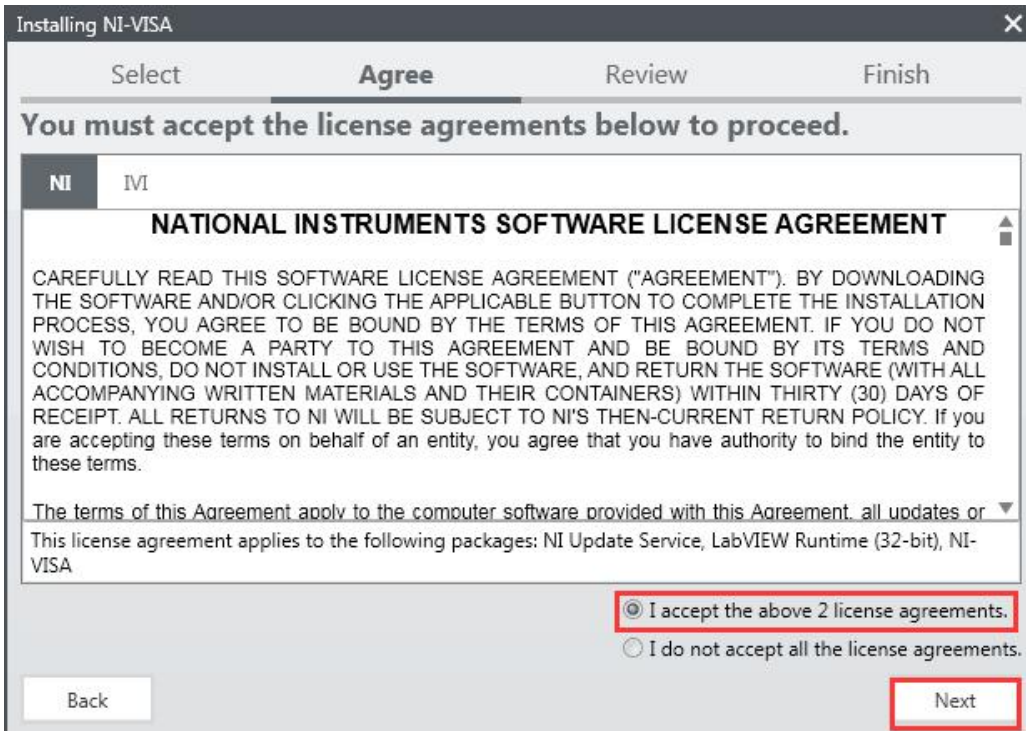 Installing NI-VISA
Select Agree Review Finish
You must accept the license agreements below to proceed.
NI IVI
NATIONAL INSTRUMENTS SOFTWARE LICENSE AGREEMENT
CAREFULLY READ THIS SOFTWARE LICENSE AGREEMENT ("AGREEMENT"). BY DOWNLOADING
THE SOFTWARE AND/OR CLICKING THE APPLICABLE BUTTON TO COMPLETE THE INSTALLATION
PROCESS, YOU AGREE TO BE BOUND BY THE TERMS OF THIS AGREEMENT. IF YOU DO NOT
WISH TO BECOME A PARTY TO THIS AGREEMENT AND BE BOUND BY ITS TERMS AND
CONDITIONS, DO NOT INSTALL OR USE THE SOFTWARE, AND RETURN THE SOFTWARE (WITH ALL
ACCOMPANYING WRITTEN MATERIALS AND THEIR CONTAINERS) WITHIN THIRTY (30) DAYS OF
RECEIPT. ALL RETURNS TO NI WILL BE SUBJECT TO NI'S THEN-CURRENT RETURN POLICY. If you
are accepting these terms on behalf of an entity, you agree that you have authority to bind the entity to
these terms.
The terms of this Agreement apply to the computer software provided with this Agreement, all updates or
This license agreement applies to the following packages: NI Update Service, LabVIEW Runtime (32-bit), NI-
VISA
I accept the above 2 license agreements.
I do not accept all the license agreements.
Back Next